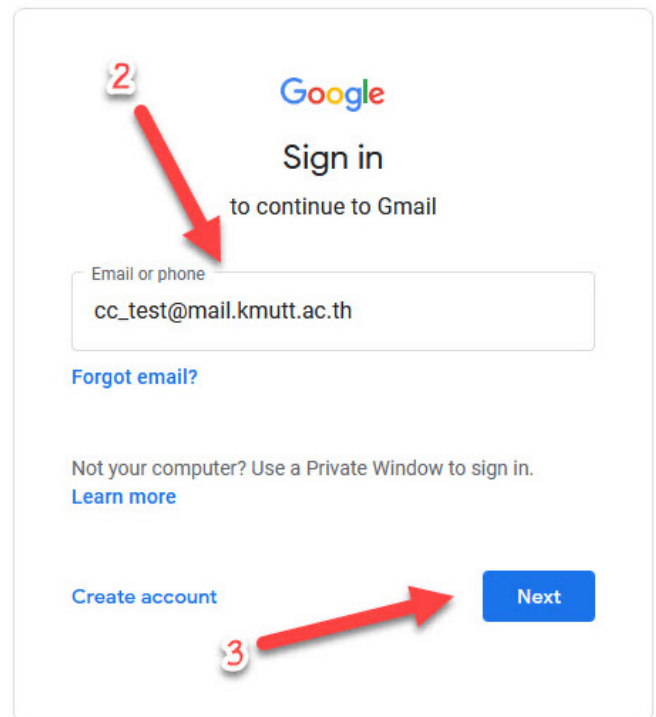 2
Google
Sign in
to continue to Gmail
Email or phone
cc_test@mail.kmutt.ac.th
Forgot email?
Not your computer? Use a Private Window to sign in.
Learn more
Create account
Next
3